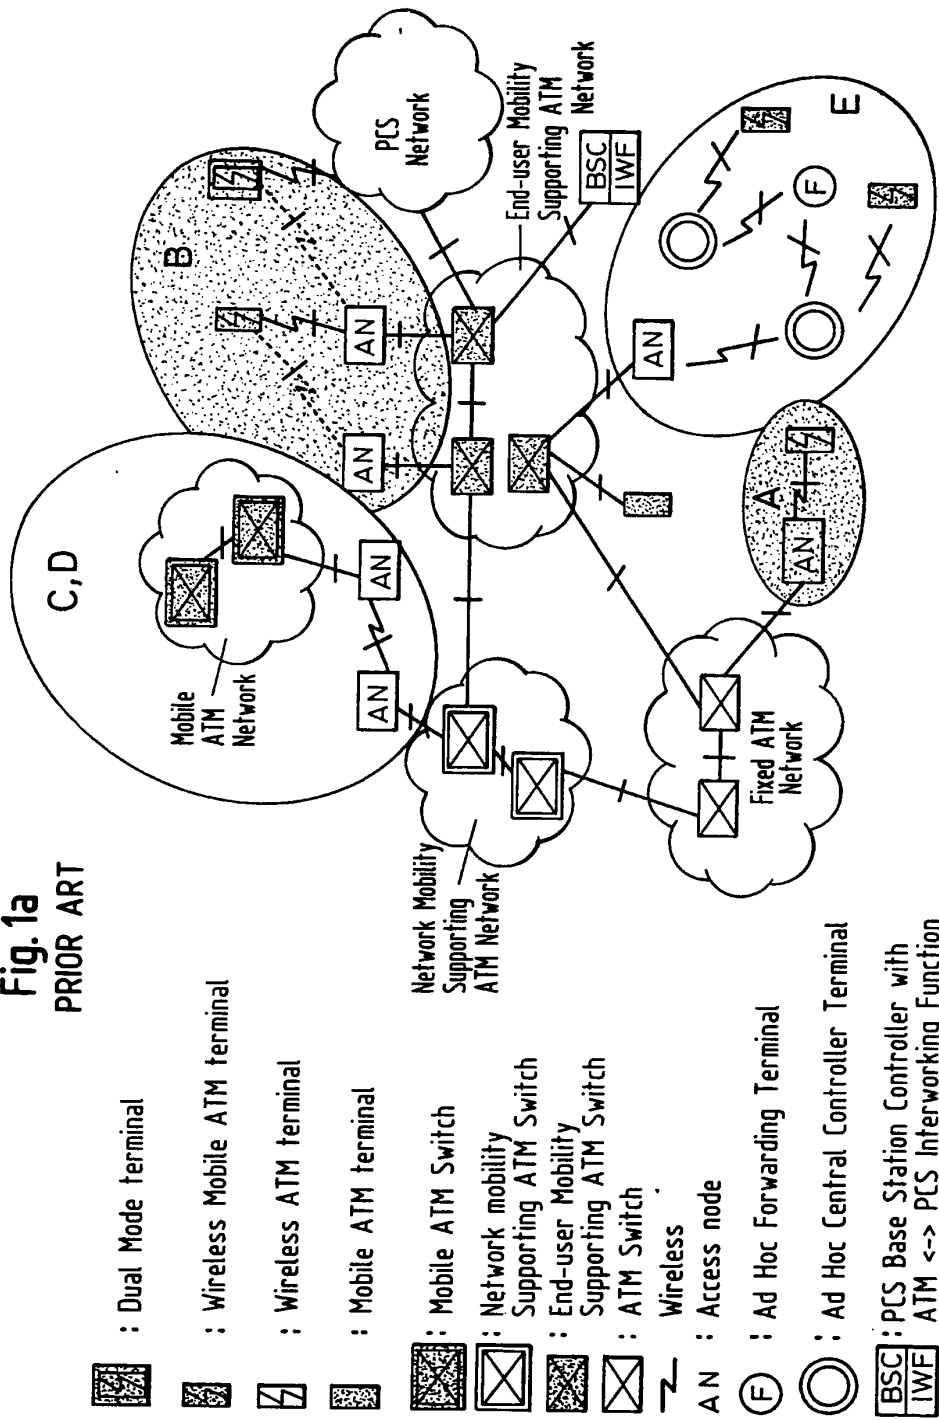 Fig. 1a
PRIOR ART
C,D
Mobile
ATM
Network
AN
AN
B
AN
AN
PCS
Network
End-user Mobility
Supporting ATM
Network
BSC
IWF
E
AN
F
A
AN
Fixed ATM
Network
Network Mobility
Supporting
ATM Network
: Dual Mode terminal
: Wireless Mobile ATM terminal
: Wireless ATM terminal
: Mobile ATM terminal
: Mobile ATM Switch
: Network mobility
Supporting ATM Switch
: End-user Mobility
Supporting ATM Switch
: ATM Switch
Wireless
AN : Access node
F : Ad Hoc Forwarding Terminal
: Ad Hoc Central Controller Terminal
BSC
IWF
: PCS Base Station Controller with
ATM <-> PCS Interworking Function